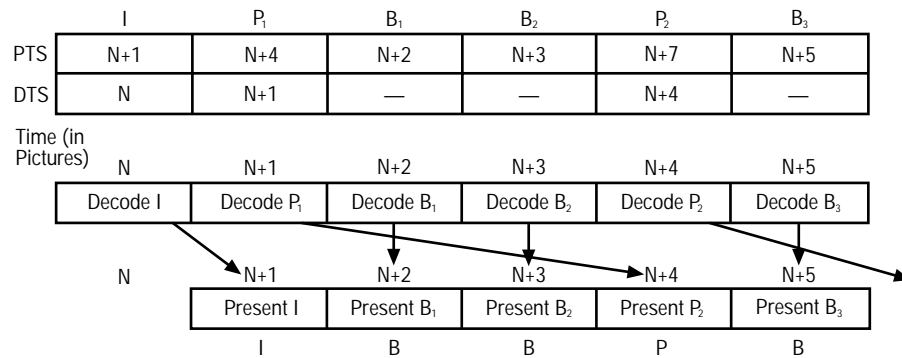 I P₁ B₁ B₂ P₂ B₃
PTS N+1 N+4 N+2 N+3 N+7 N+5
DTS N N+1 — — N+4 —
Time (in
Pictures)
N N+1 N+2 N+3 N+4 N+5
Decode I Decode P₁ Decode B₁ Decode B₂ Decode P₂ Decode B₃
N N+1 N+2 N+3 N+4 N+5
Present I Present B₁ Present B₂ Present P₂ Present B₃
I B B P B